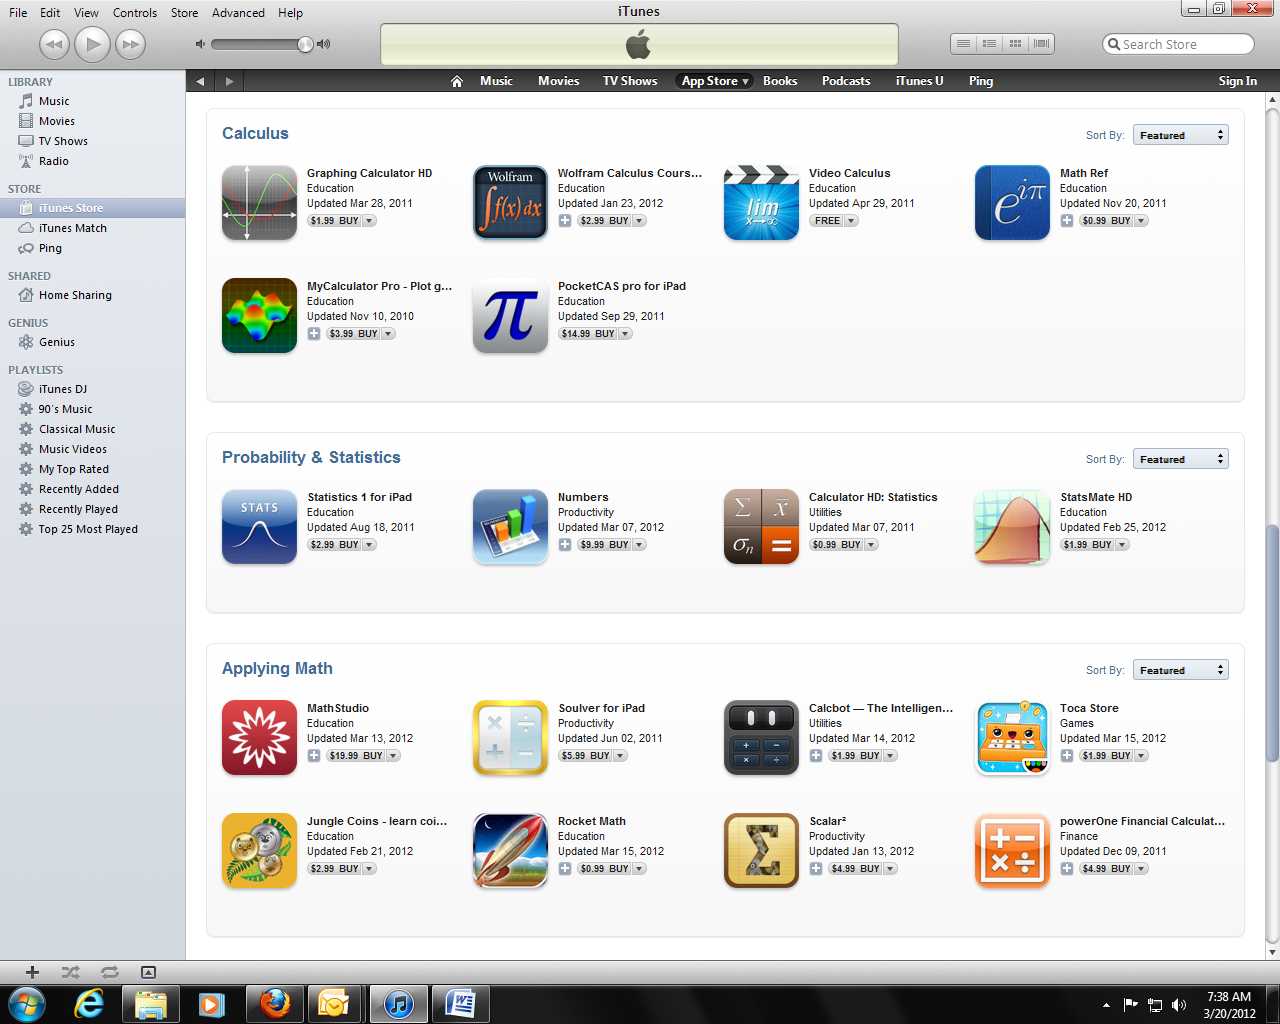 File Edit View Controls Store Advanced Help
iTunes
Search Store
LIBRARY
Music
Movies
TV Shows
Radio
STORE
iTunes Store
iTunes Match
Ping
SHARED
Home Sharing
GENIUS
Genius
PLAYLISTS
iTunes DJ
90's Music
Classical Music
Music Videos
My Top Rated
Recently Added
Recently Played
Top 25 Most Played
Music Movies TV Shows App Store Books Podcasts iTunes U Ping Sign In
Calculus
Sort By: Featured
Graphing Calculator HD
Education
Updated Mar 28, 2011
$1.99 BUY
Wolfram
∫f(x)dx
Wolfram Calculus Cours...
Education
Updated Jan 23, 2012
$2.99 BUY
lim
x→∞
Video Calculus
Education
Updated Apr 29, 2011
FREE
e^iπ
Math Ref
Education
Updated Nov 20, 2011
$0.99 BUY
MyCalculator Pro - Plot g...
Education
Updated Nov 10, 2010
$3.99 BUY
π
PocketCAS pro for iPad
Education
Updated Sep 29, 2011
$14.99 BUY
Probability & Statistics
Sort By: Featured
STATS
Statistics 1 for iPad
Education
Updated Aug 18, 2011
$2.99 BUY
Numbers
Productivity
Updated Mar 07, 2012
$9.99 BUY
Σ x̄
σn =
Calculator HD: Statistics
Utilities
Updated Mar 07, 2011
$0.99 BUY
StatsMate HD
Education
Updated Feb 25, 2012
$1.99 BUY
Applying Math
Sort By: Featured
MathStudio
Education
Updated Mar 13, 2012
$19.99 BUY
× ÷
+ −
Soulver for iPad
Productivity
Updated Jun 02, 2011
$5.99 BUY
+ −
× ÷
Calcbot — The Intelligen...
Utilities
Updated Mar 14, 2012
$1.99 BUY
Toca Store
Games
Updated Mar 15, 2012
$1.99 BUY
Jungle Coins - learn coi...
Education
Updated Feb 21, 2012
$2.99 BUY
Rocket Math
Education
Updated Mar 15, 2012
$0.99 BUY
Σ
Scalar²
Productivity
Updated Jan 13, 2012
$4.99 BUY
+ −
× ÷
powerOne Financial Calculat...
Finance
Updated Dec 09, 2011
$4.99 BUY
7:38 AM
3/20/2012